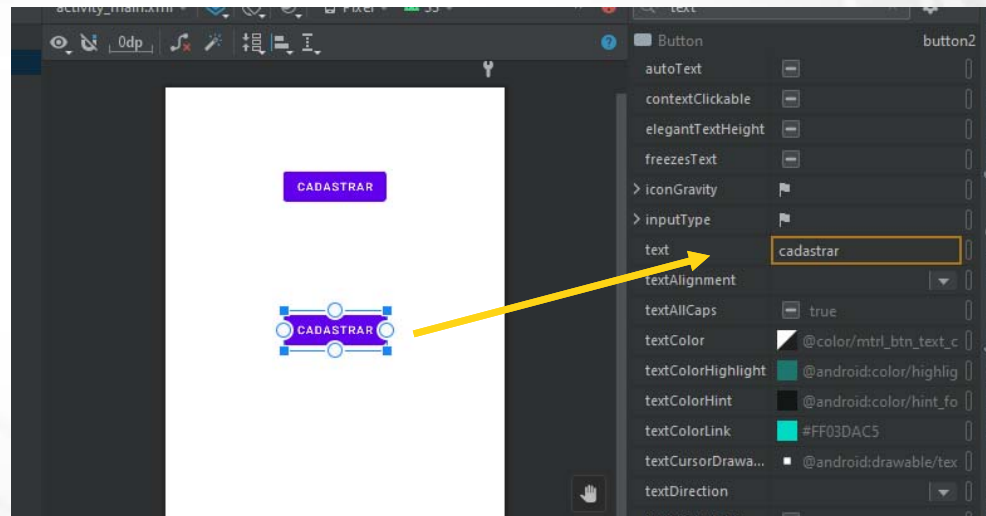 activity_main.xml
Pixel
33
text
0dp
Button button2
CADASTRAR
CADASTRAR
autoText
contextClickable
elegantTextHeight
freezesText
iconGravity
inputType
text cadastrar
textAlignment
textAllCaps true
textColor @color/mtrl_btn_text_c
textColorHighlight @android:color/highlig
textColorHint @android:color/hint_fo
textColorLink #FF03DAC5
textCursorDrawa... @android:drawable/tex
textDirection